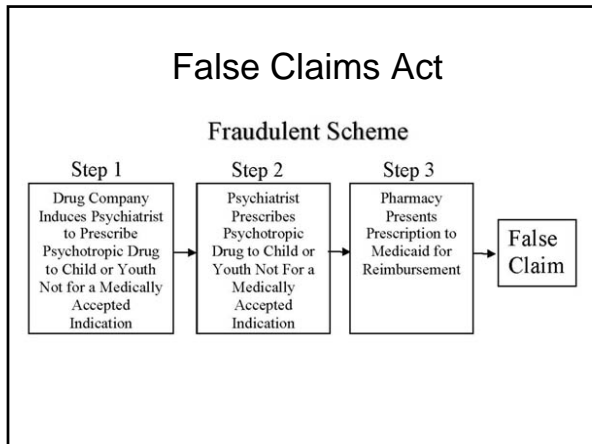 False Claims Act
Fraudulent Scheme
Step 1
Drug Company
Induces Psychiatrist
to Prescribe
Psychotropic Drug
to Child or Youth
Not for a Medically
Accepted
Indication
Step 2
Psychiatrist
Prescribes
Psychotropic
Drug to Child or
Youth Not For a
Medically
Accepted
Indication
Step 3
Pharmacy
Presents
Prescription to
Medicaid for
Reimbursement
False
Claim